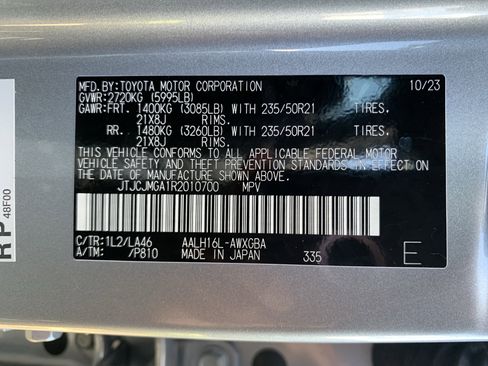 MFD.BY:TOYOTA MOTOR CORPORATION 10/23
GVWR:2720KG (5995LB)
GAWR:FRT. 1400KG (3085LB) WITH 235/50R21 TIRES.
21X8J RIMS.
RR. 1480KG (3260LB) WITH 235/50R21 TIRES.
21X8J RIMS.
THIS VEHICLE CONFORMS TO ALL APPLICABLE FEDERAL MOTOR
VEHICLE SAFETY AND THEFT PREVENTION STANDARDS IN EFFECT ON
THE DATE OF MANUFACTURE SHOWN ABOVE.
JTJCJMGA1R2010700 MPV
C/TR:1L2/LA46 AALH16L-AWXGBA
A/TM: /P810 MADE IN JAPAN 335 E
RP
48F00